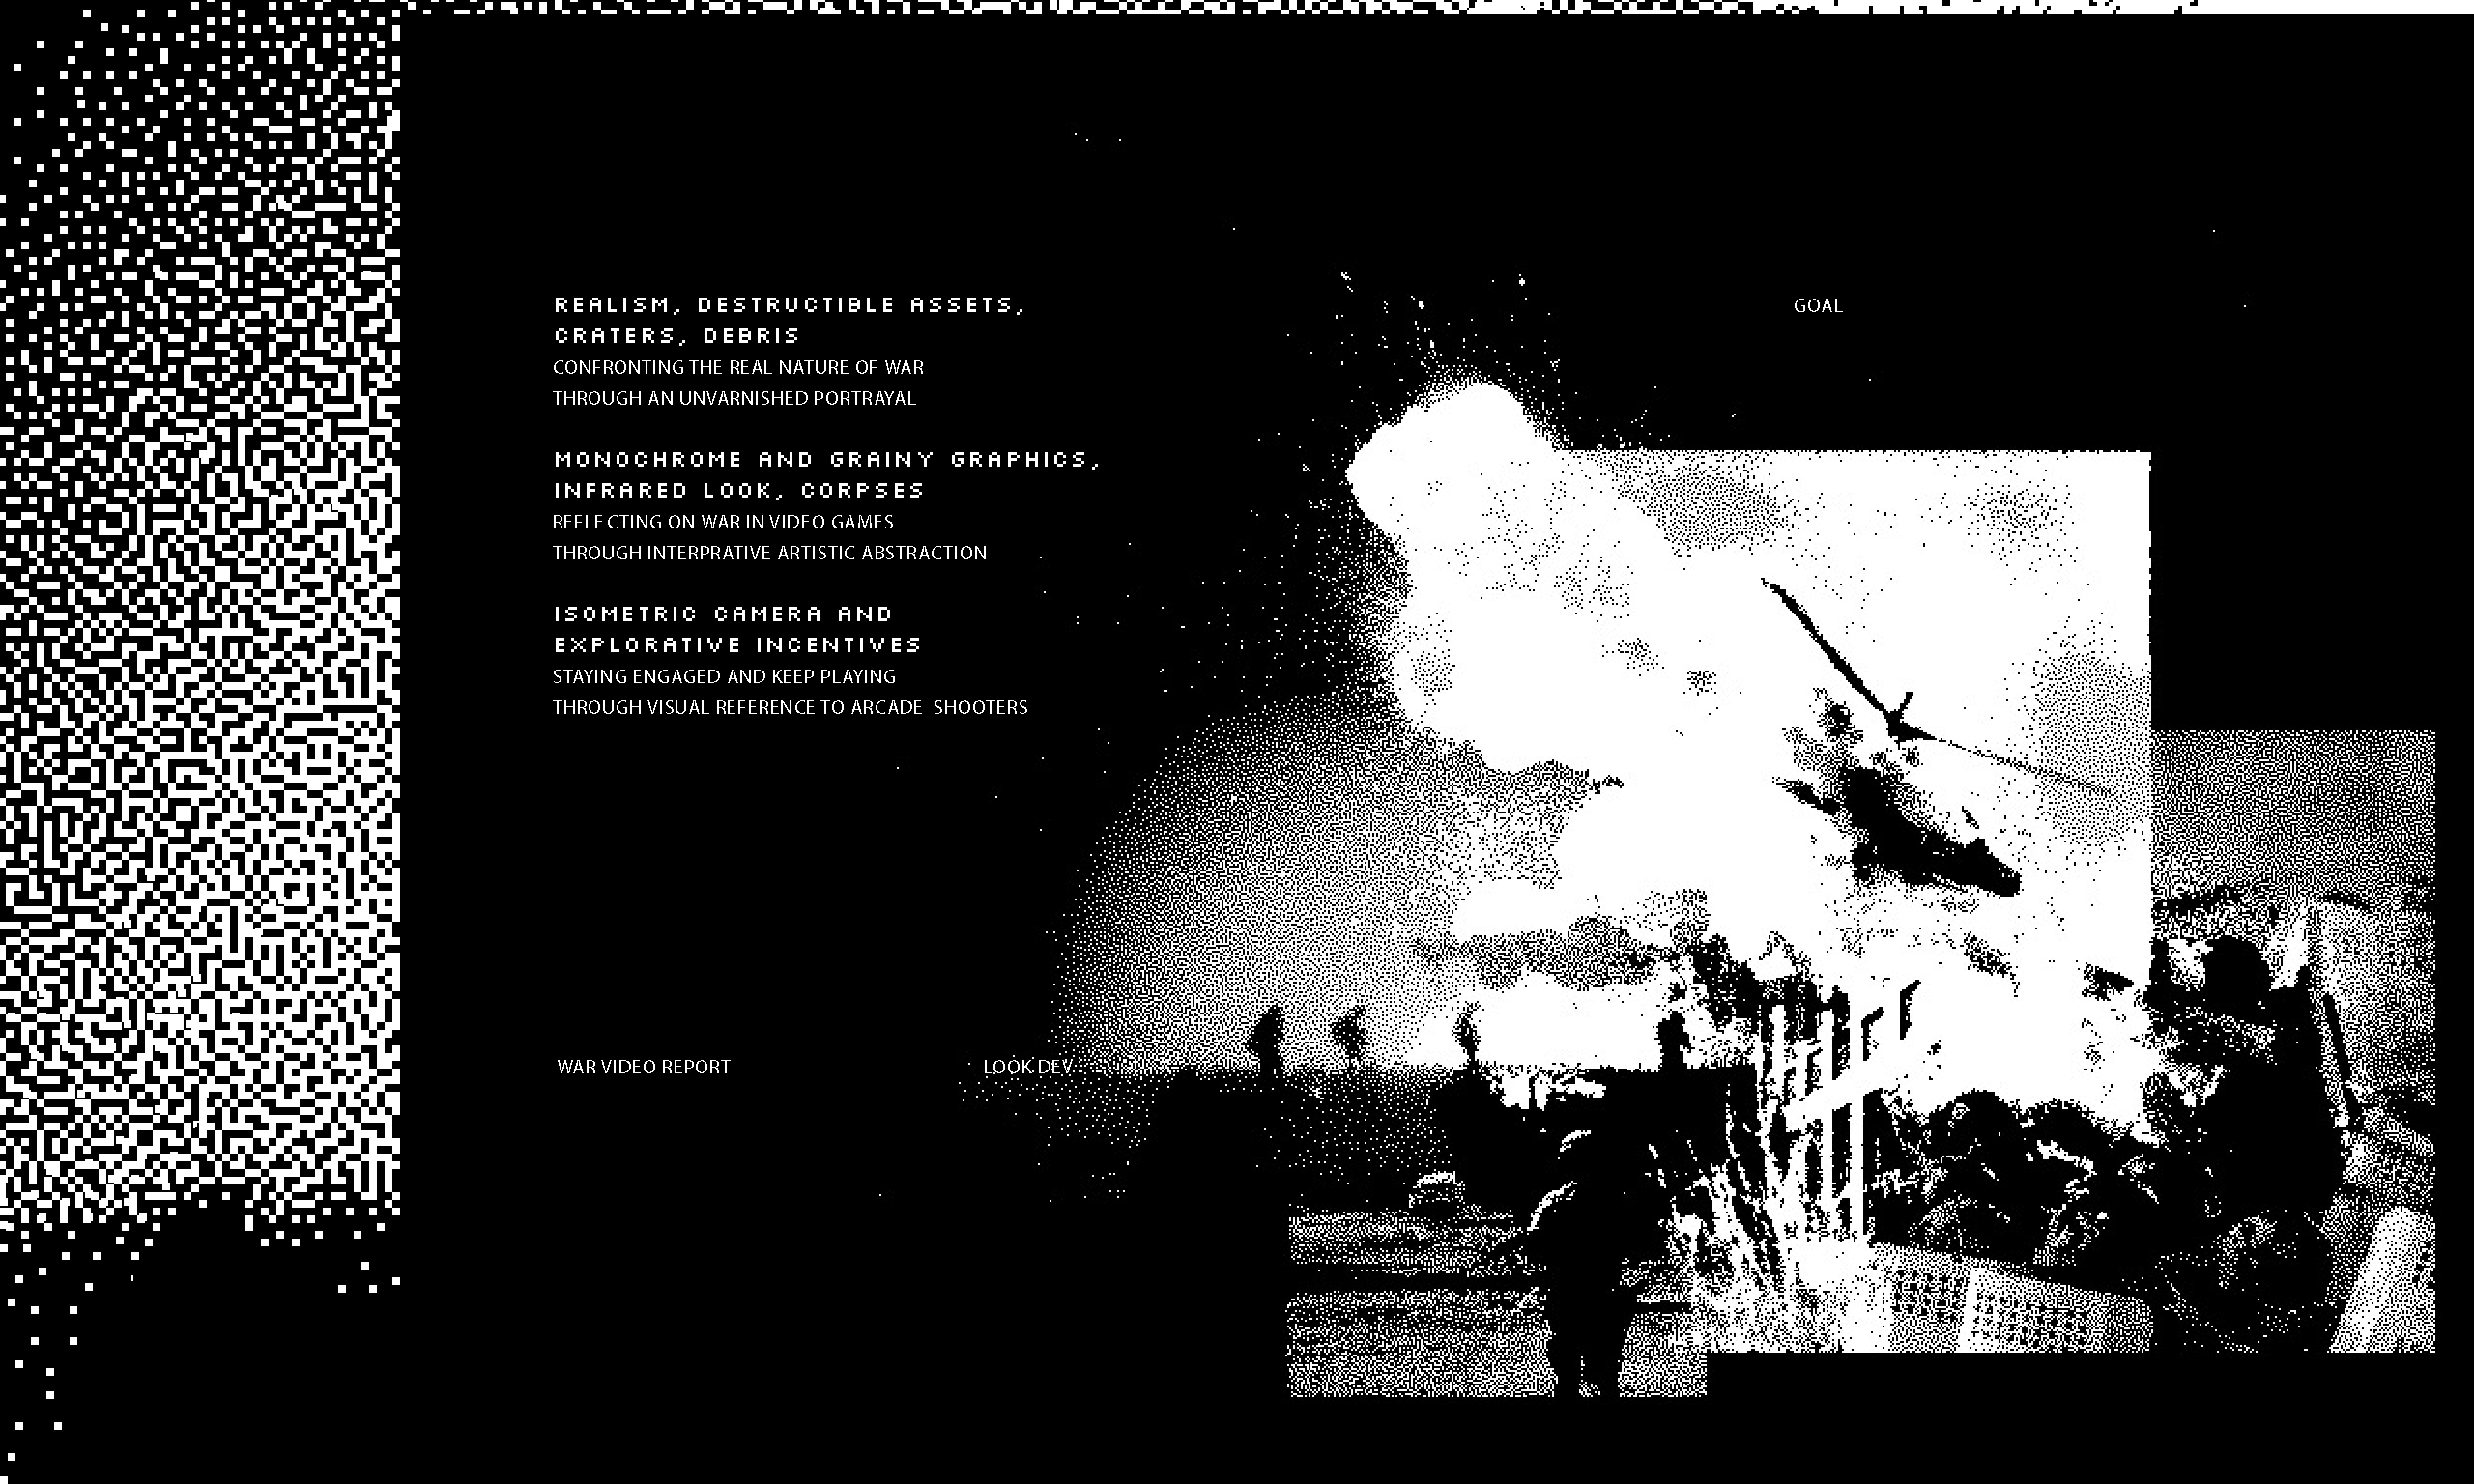 REALISM, DESTRUCTIBLE ASSETS,
CRATERS, DEBRIS
CONFRONTING THE REAL NATURE OF WAR
THROUGH AN UNVARNISHED PORTRAYAL
MONOCHROME AND GRAINY GRAPHICS,
INFRARED LOOK, CORPSES
REFLECTING ON WAR IN VIDEO GAMES
THROUGH INTERPRATIVE ARTISTIC ABSTRACTION
ISOMETRIC CAMERA AND
EXPLORATIVE INCENTIVES
STAYING ENGAGED AND KEEP PLAYING
THROUGH VISUAL REFERENCE TO ARCADE SHOOTERS
GOAL
WAR VIDEO REPORT
LOOK DEV